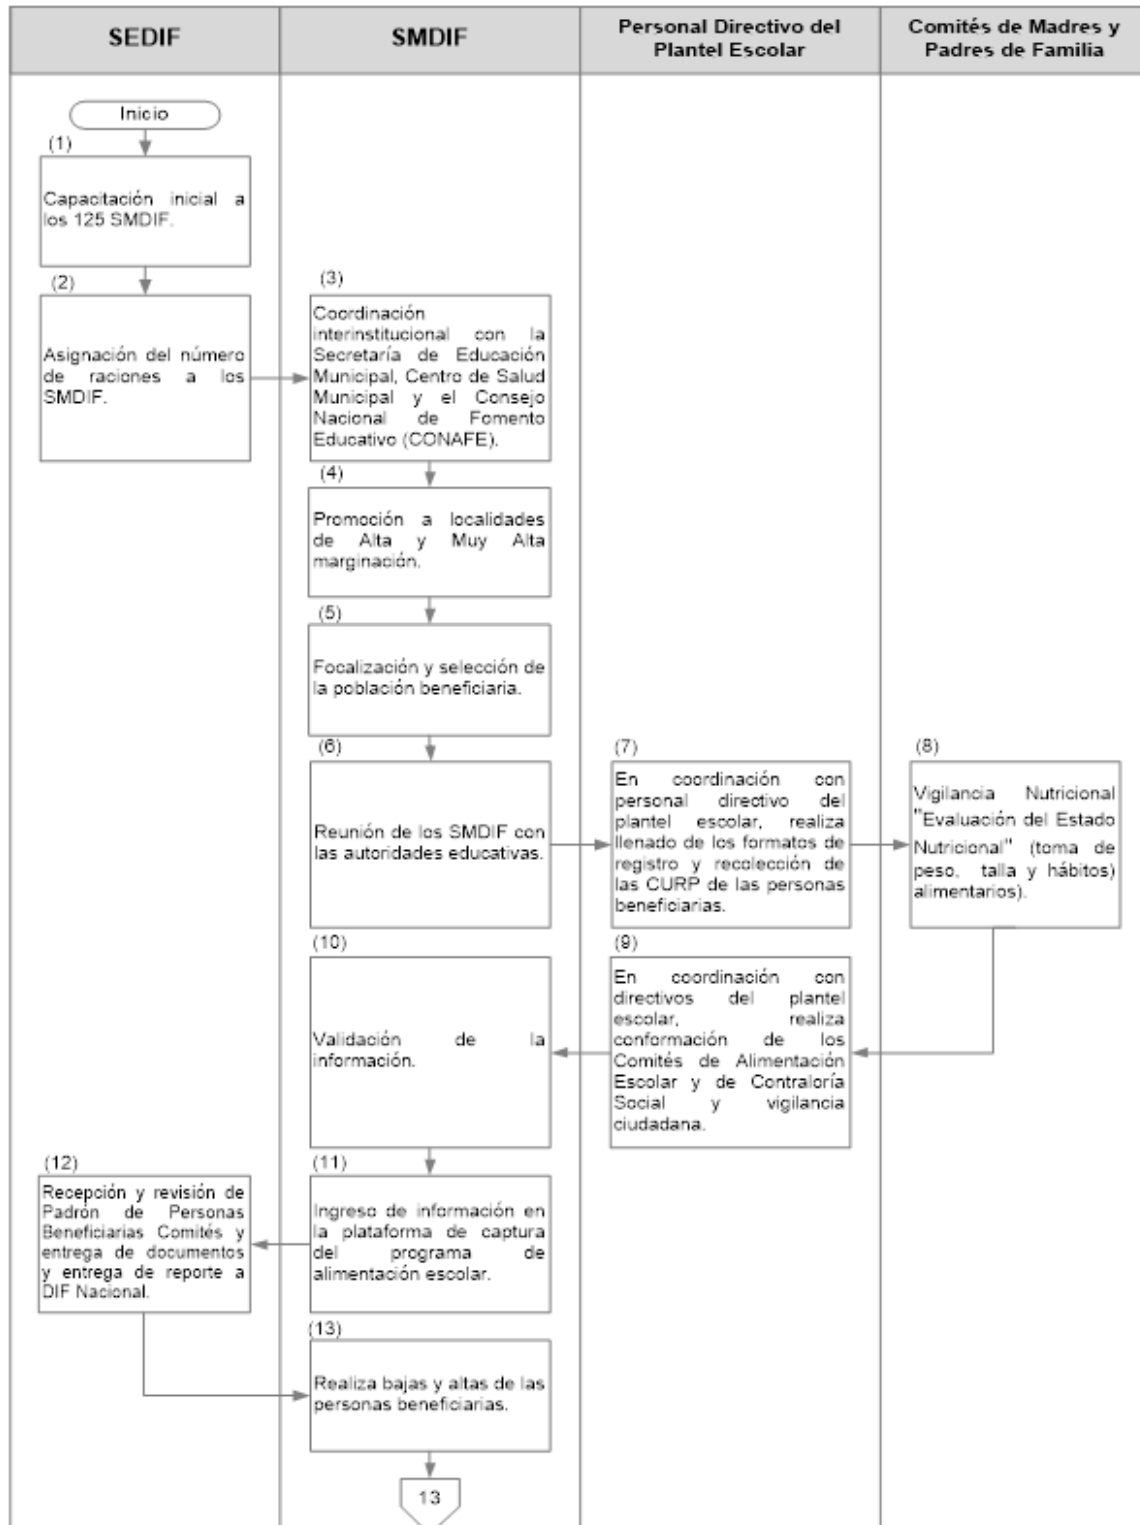 SEDIF
SMDIF
Personal Directivo del
Plantel Escolar
Comités de Madres y
Padres de Familia
Inicio
(1)
Capacitación inicial a
los 125 SMDIF.
(2)
Asignación del número
de raciones a los
SMDIF.
(3)
Coordinación
interinstitucional con la
Secretaría de Educación
Municipal, Centro de Salud
Municipal y el Consejo
Nacional de Fomento
Educativo (CONAFE).
(4)
Promoción a localidades
de Alta y Muy Alta
marginación.
(5)
Focalización y selección de
la población beneficiaria.
(6)
Reunión de los SMDIF con
las autoridades educativas.
(7)
En coordinación con
personal directivo del
plantel escolar, realiza
llenado de los formatos de
registro y recolección de
las CURP de las personas
beneficiarias.
(8)
Vigilancia Nutricional
"Evaluación del Estado
Nutricional" (toma de
peso, talla y hábitos)
alimentarios).
(9)
En coordinación con
directivos del plantel
escolar, realiza
conformación de los
Comités de Alimentación
Escolar y de Contraloría
Social y vigilancia
ciudadana.
(10)
Validación de la
información.
(11)
Ingreso de información en
la plataforma de captura
del programa de
alimentación escolar.
(12)
Recepción y revisión de
Padrón de Personas
Beneficiarias Comités y
entrega de documentos
y entrega de reporte a
DIF Nacional.
(13)
Realiza bajas y altas de las
personas beneficiarias.
13